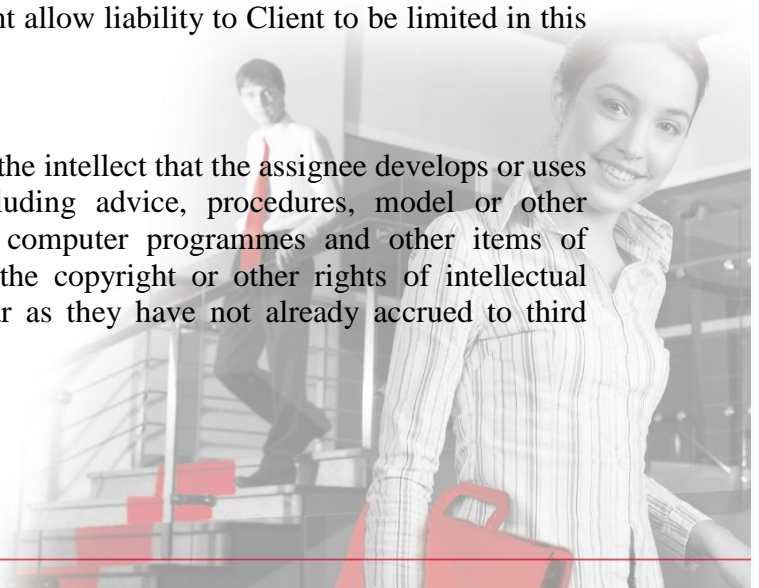 nt allow liability to Client to be limited in this
the intellect that the assignee develops or uses
luding advice, procedures, model or other
computer programmes and other items of
the copyright or other rights of intellectual
r as they have not already accrued to third